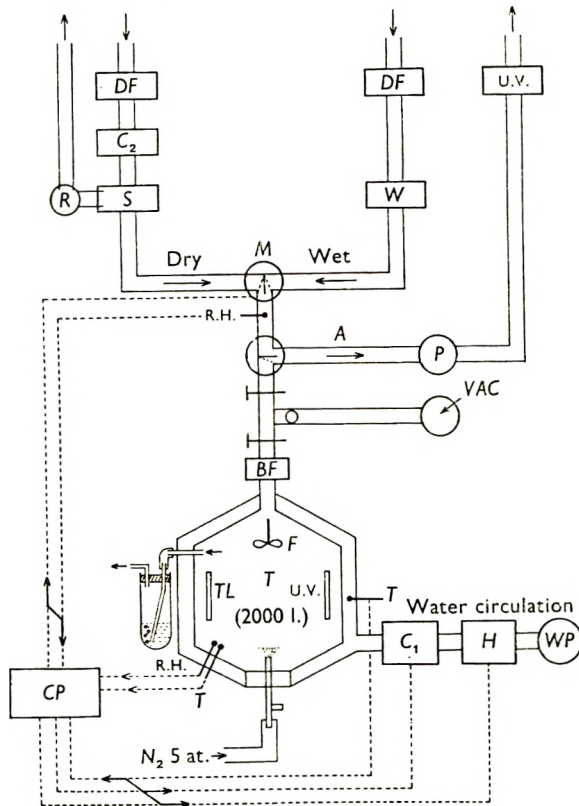 DF
DF
U.V.
C₂
R
S
W
M
Dry
Wet
R.H.
A
P
VAC
BF
F
TL
T
U.V.
T
(2000 l.)
Water circulation
C₁
H
WP
R.H.
T
CP
N₂ 5 at.